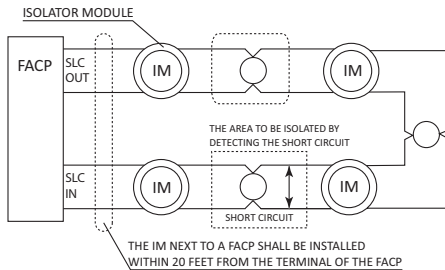 ISOLATOR MODULE
FACP
SLC
OUT
IM
IM
THE AREA TO BE ISOLATED BY
DETECTING THE SHORT CIRCUIT
SLC
IN
IM
IM
SHORT CIRCUIT
THE IM NEXT TO A FACP SHALL BE INSTALLED
WITHIN 20 FEET FROM THE TERMINAL OF THE FACP